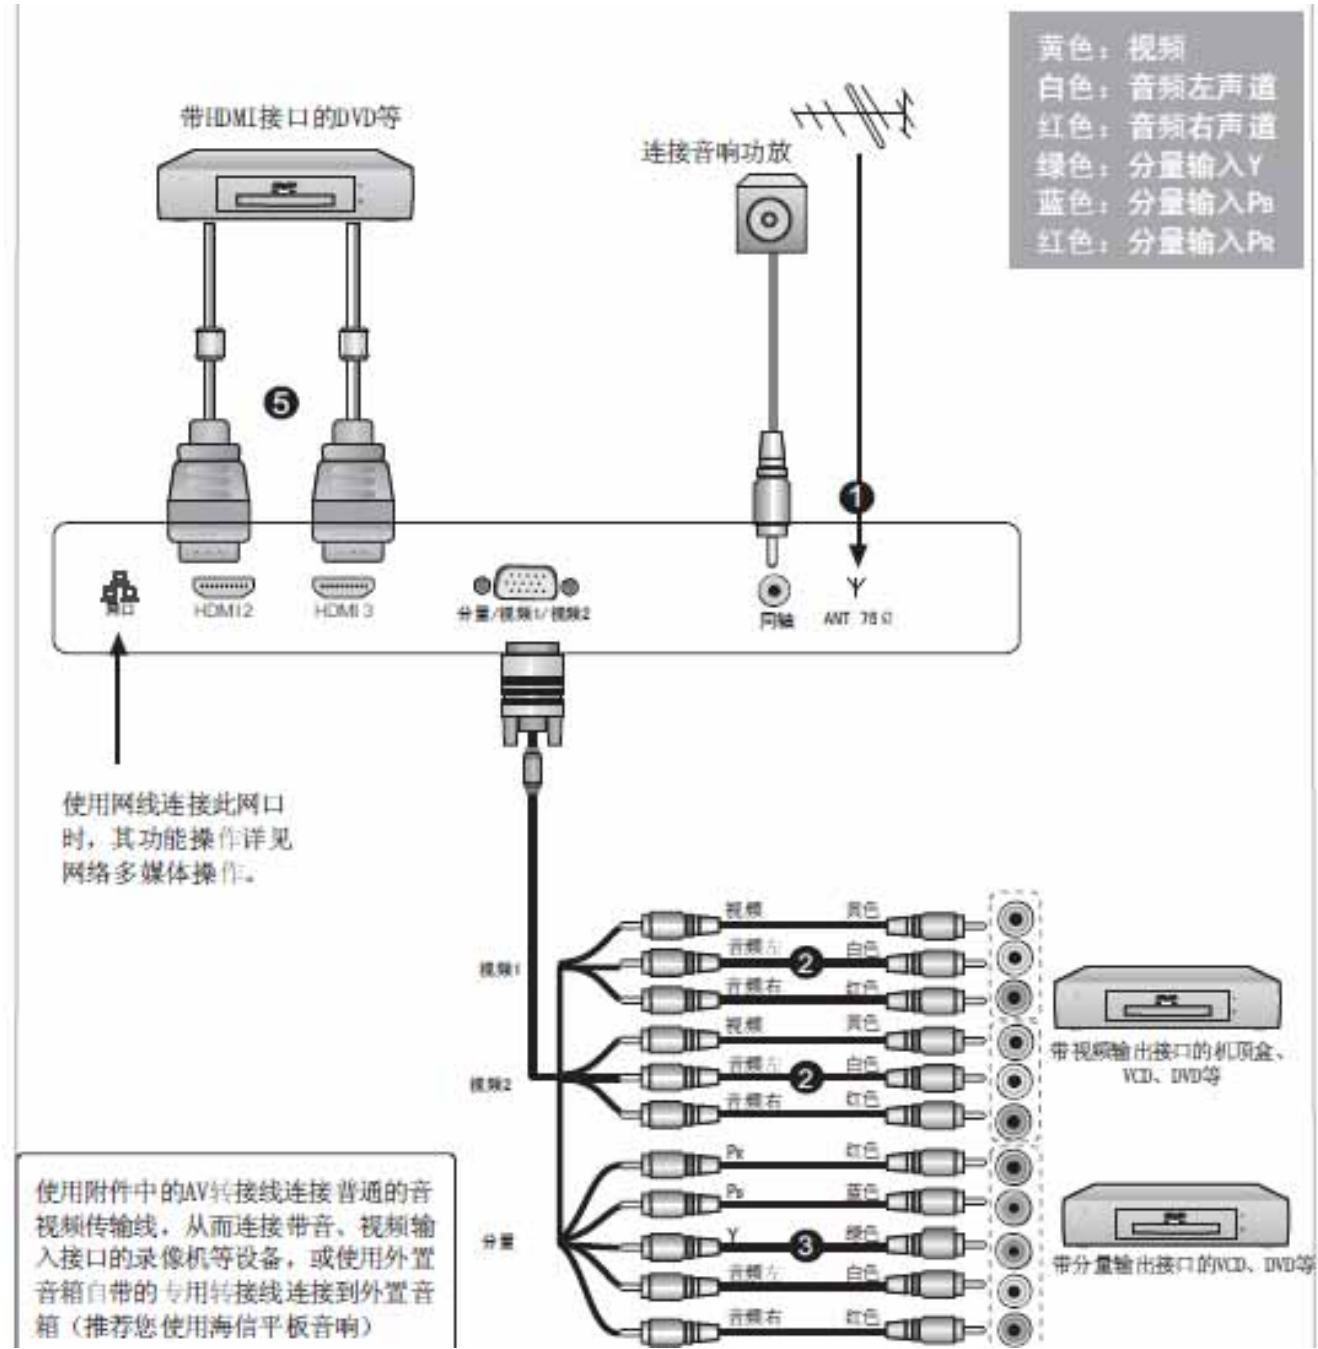 黄色：视频
白色：音频左声道
红色：音频右声道
绿色：分量输入Y
蓝色：分量输入PB
红色：分量输入PR
带HDMI接口的DVD等
连接音响功放
5
1
网口
HDMI2
HDMI3
分量/视频1/视频2
同轴
ANT 75Ω
使用网线连接此网口
时，其功能操作详见
网络多媒体操作。
视频1
视频 黄色
音频左 2 白色
音频右 红色
视频2
视频 黄色
音频左 2 白色
音频右 红色
带视频输出接口的机顶盒、
VCD、DVD等
分量
PR 红色
PB 蓝色
Y 3 绿色
音频左 白色
音频右 红色
带分量输出接口的VCD、DVD等
使用附件中的AV转接线连接普通的音
视频传输线，从而连接带音、视频输
入接口的录像机等设备，或使用外置
音箱自带的专用转接线连接到外置音
箱（推荐您使用海信平板音响）